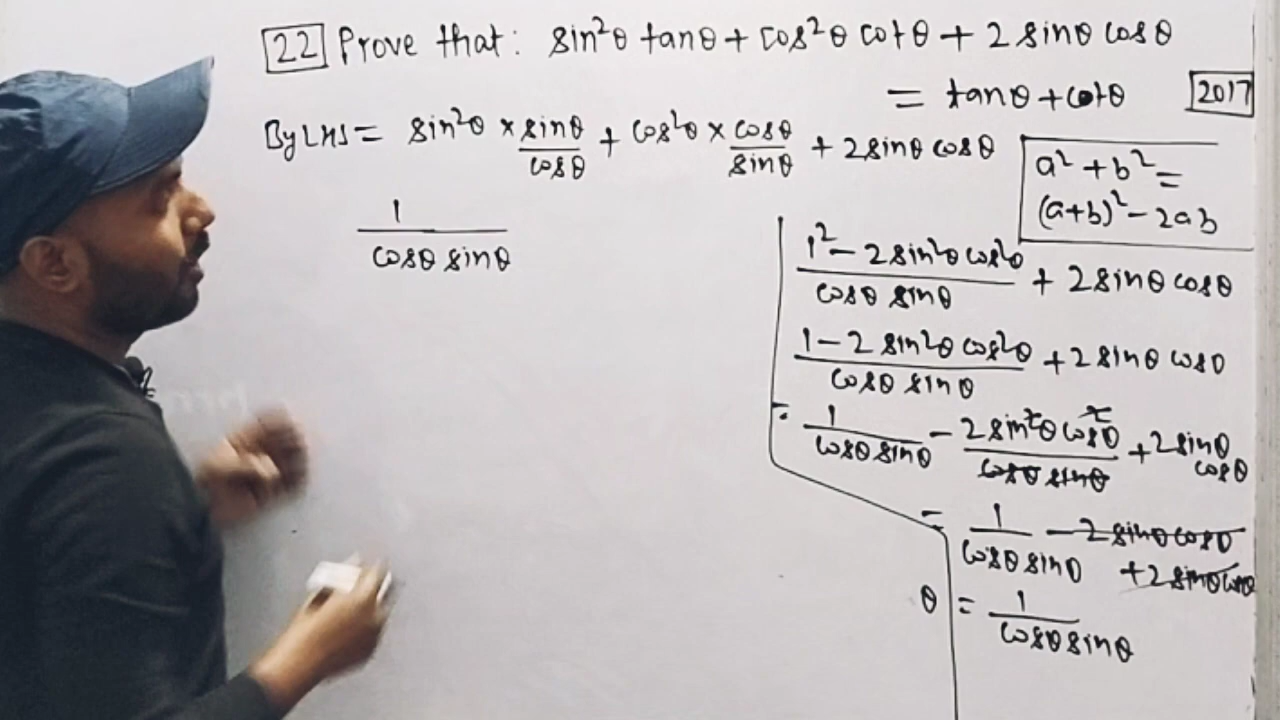 22 Prove that: sin²θ tanθ + cos²θ cotθ + 2 sinθ cosθ
= tanθ + cotθ 2017
By LHS = sin²θ × sinθ/cosθ + cos²θ × cosθ/sinθ + 2 sinθ cosθ
a² + b² =
(a+b)² - 2ab
1/(cosθ sinθ)
(1² - 2 sin²θ cos²θ)/(cosθ sinθ) + 2 sinθ cosθ
(1 - 2 sin²θ cos²θ)/(cosθ sinθ) + 2 sinθ cosθ
= 1/(cosθ sinθ) - 2 sin²θ cos²θ/(cosθ sinθ) + 2 sinθ cosθ
= 1/(cosθ sinθ) - 2 sinθ cosθ
+ 2 sinθ cosθ
θ = 1/(cosθ sinθ)